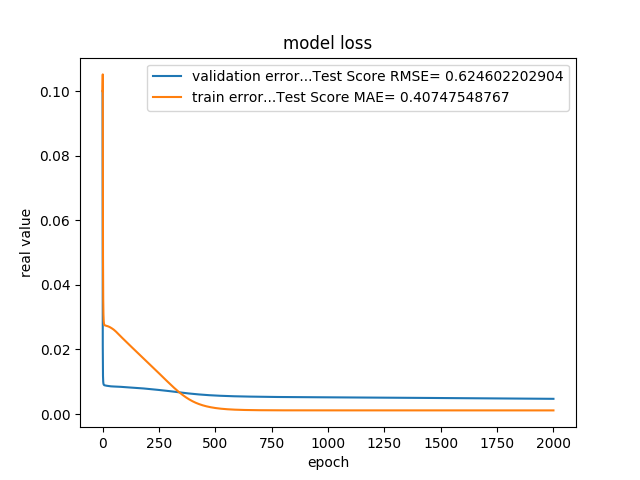 model loss
validation error...Test Score RMSE= 0.624602202904
train error...Test Score MAE= 0.40747548767
real value
0.10
0.08
0.06
0.04
0.02
0.00
0 250 500 750 1000 1250 1500 1750 2000
epoch